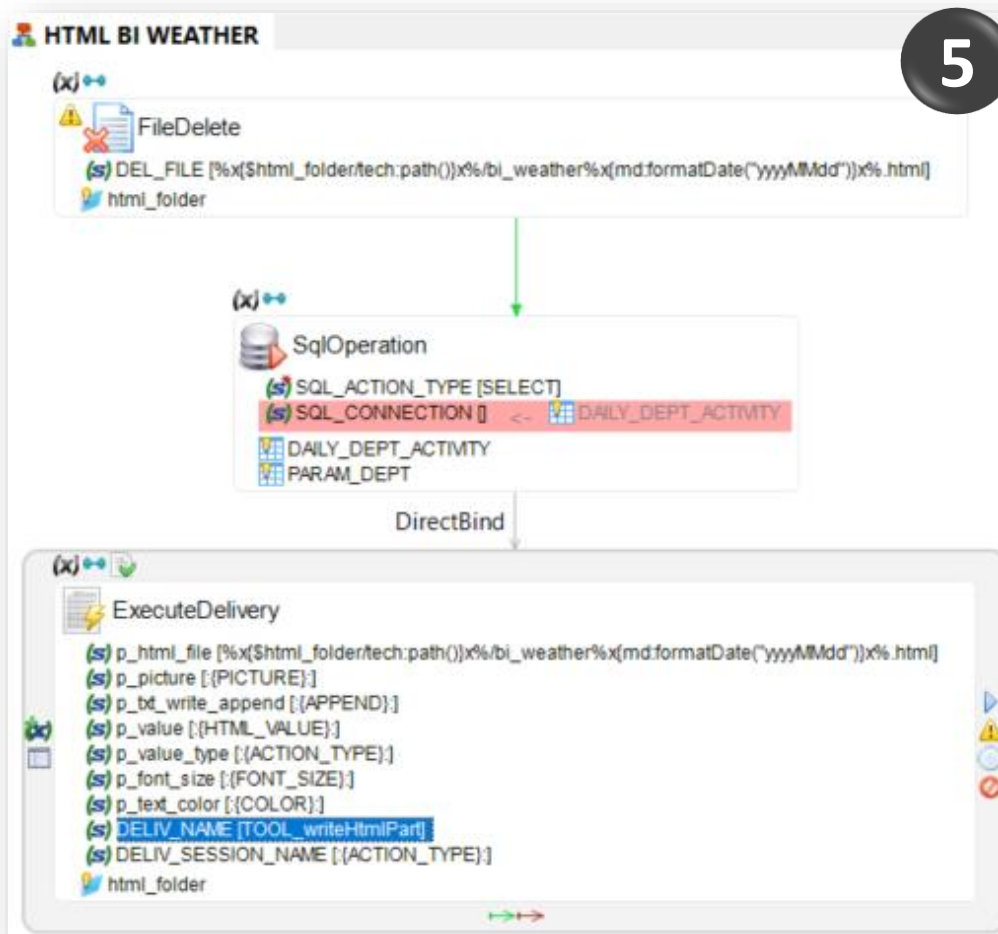 HTML BI WEATHER
5
(x)
FileDelete
(s) DEL_FILE [%x{$html_folder/tech:path()}x%/bi_weather%x{md:formatDate("yyyyMMdd")}x%.html]
html_folder
(x)
SqlOperation
(s) SQL_ACTION_TYPE [SELECT]
(s) SQL_CONNECTION [] <- DAILY_DEPT_ACTIVITY
DAILY_DEPT_ACTIVITY
PARAM_DEPT
DirectBind
(x)
ExecuteDelivery
(s) p_html_file [%x{$html_folder/tech:path()}x%/bi_weather%x{md:formatDate("yyyyMMdd")}x%.html]
(s) p_picture [:{PICTURE}:]
(s) p_txt_write_append [:{APPEND}:]
(x) (s) p_value [:{HTML_VALUE}:]
(s) p_value_type [:{ACTION_TYPE}:]
(s) p_font_size [:{FONT_SIZE}:]
(s) p_text_color [:{COLOR}:]
(s) DELIV_NAME [TOOL_writeHtmlPart]
(s) DELIV_SESSION_NAME [:{ACTION_TYPE}:]
html_folder